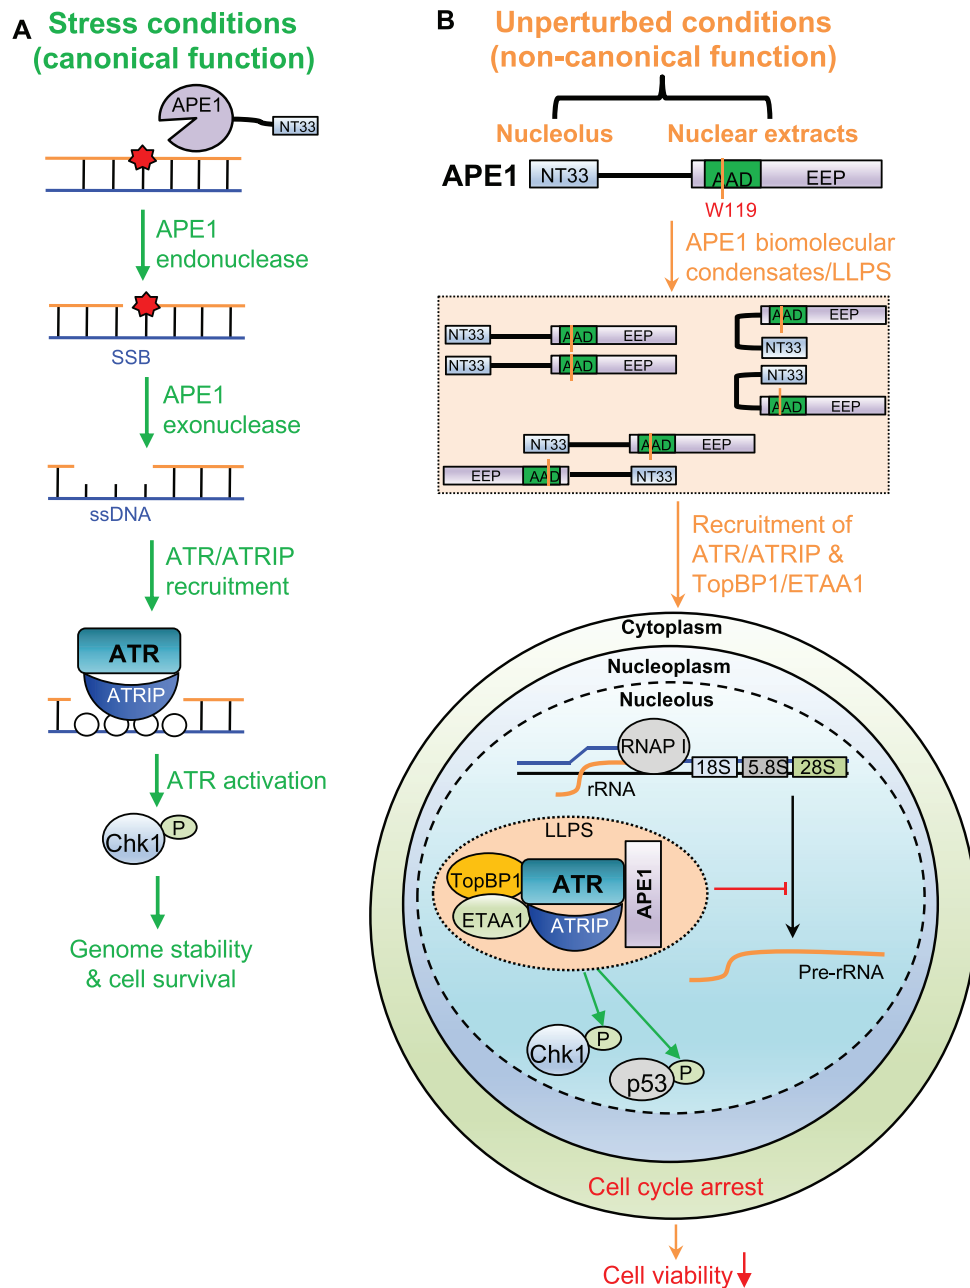 A
Stress conditions
(canonical function)
APE1
NT33
APE1
endonuclease
SSB
APE1
exonuclease
ssDNA
ATR/ATRIP
recruitment
ATR
ATRIP
ATR activation
Chk1
P
Genome stability
& cell survival
B
Unperturbed conditions
(non-canonical function)
Nucleolus
Nuclear extracts
APE1
NT33
AAD
EEP
W119
APE1 biomolecular
condensates/LLPS
NT33
AAD
EEP
NT33
AAD
EEP
AAD
EEP
NT33
NT33
AAD
EEP
NT33
AAD
EEP
EEP
AAD
NT33
Recruitment of
ATR/ATRIP &
TopBP1/ETAA1
Cytoplasm
Nucleoplasm
Nucleolus
RNAP I
rRNA
18S
5.8S
28S
LLPS
TopBP1
ETAA1
ATR
ATRIP
APE1
Pre-rRNA
Chk1
P
p53
P
Cell cycle arrest
Cell viability